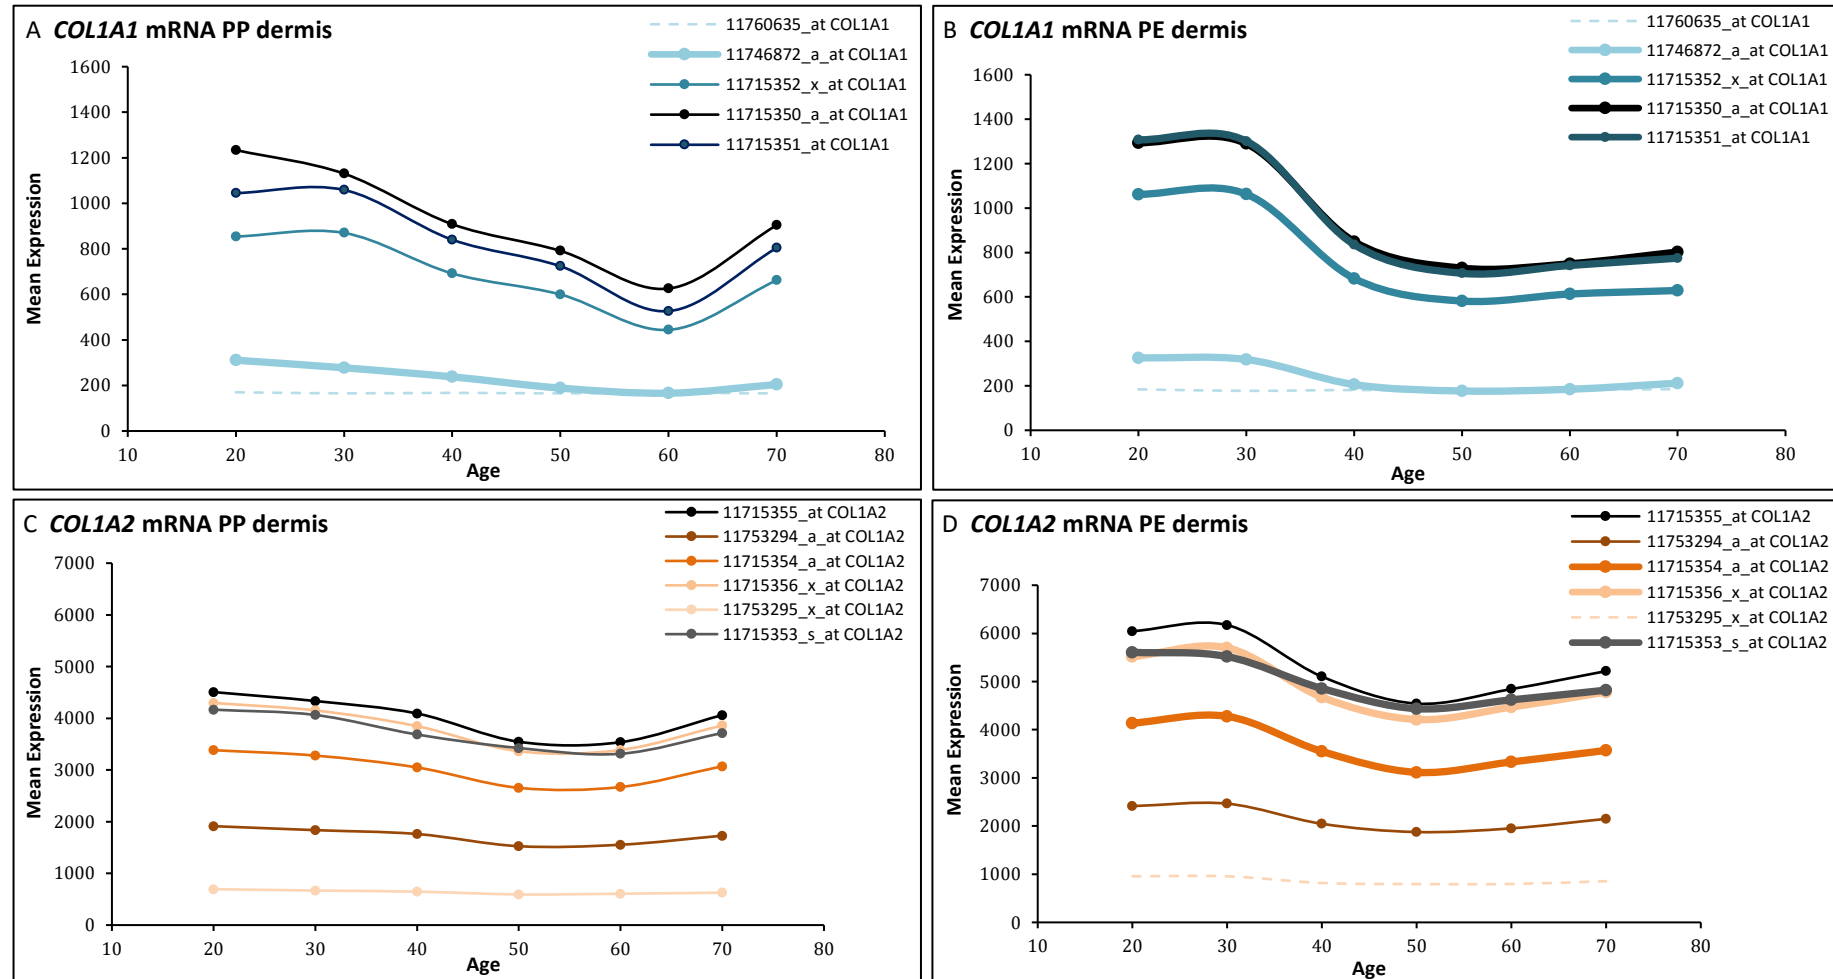 A COL1A1 mRNA PP dermis
11760635_at COL1A1
11746872_a_at COL1A1
11715352_x_at COL1A1
11715350_a_at COL1A1
11715351_at COL1A1
1600
1400
1200
1000
800
600
400
200
0
Mean Expression
10 20 30 40 50 60 70 80
Age
B COL1A1 mRNA PE dermis
11760635_at COL1A1
11746872_a_at COL1A1
11715352_x_at COL1A1
11715350_a_at COL1A1
11715351_at COL1A1
1600
1400
1200
1000
800
600
400
200
0
Mean Expression
10 20 30 40 50 60 70 80
Age
C COL1A2 mRNA PP dermis
11715355_at COL1A2
11753294_a_at COL1A2
11715354_a_at COL1A2
11715356_x_at COL1A2
11753295_x_at COL1A2
11715353_s_at COL1A2
7000
6000
5000
4000
3000
2000
1000
0
Mean Expression
10 20 30 40 50 60 70 80
Age
D COL1A2 mRNA PE dermis
11715355_at COL1A2
11753294_a_at COL1A2
11715354_a_at COL1A2
11715356_x_at COL1A2
11753295_x_at COL1A2
11715353_s_at COL1A2
7000
6000
5000
4000
3000
2000
1000
0
Mean Expression
10 20 30 40 50 60 70 80
Age